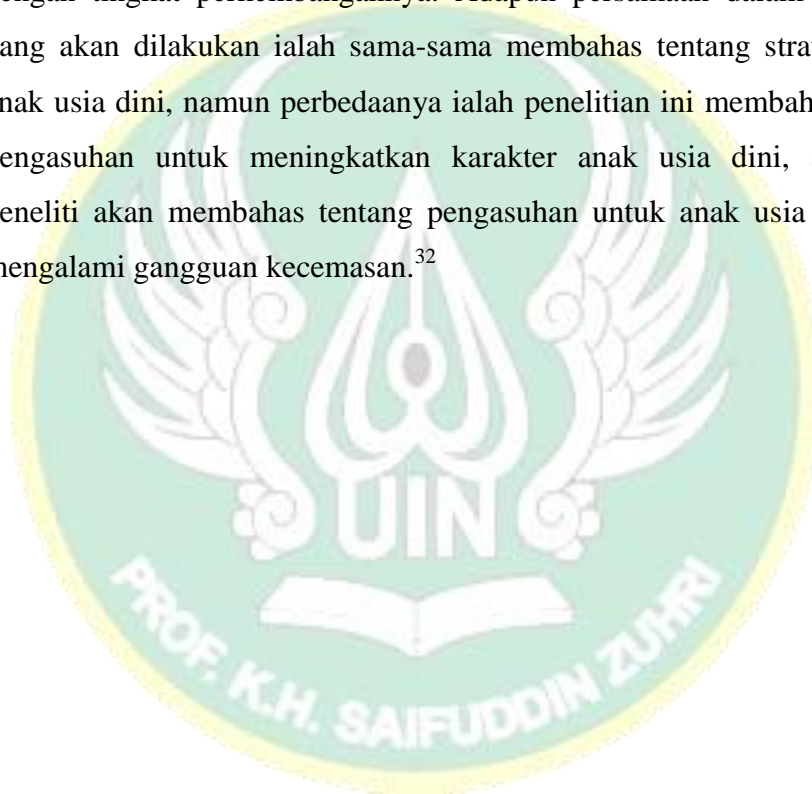 engan tingkat perkembangannya. Adapun persamaan dalam
ang akan dilakukan ialah sama-sama membahas tentang stra
nak usia dini, namun perbedaanya ialah penelitian ini membah
engasuhan untuk meningkatkan karakter anak usia dini,
eneliti akan membahas tentang pengasuhan untuk anak usia
nengalami gangguan kecemasan.32
UIN
PROF. K.H. SAIFUDDIN ZUHRI